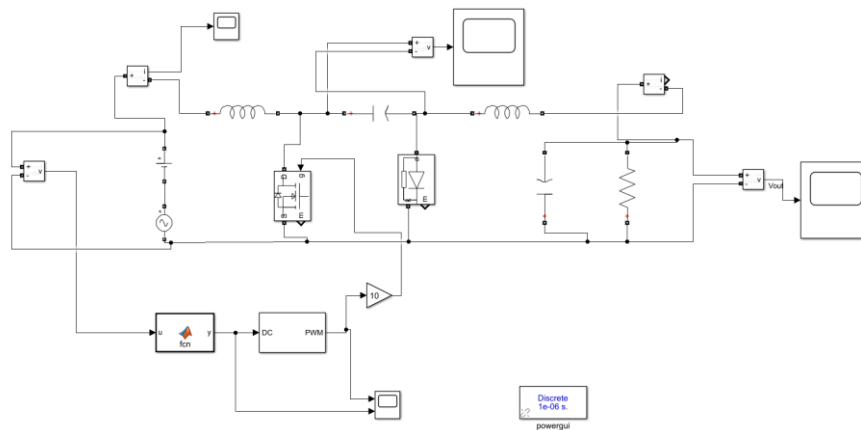 +
i
-
+
-
v
+
i
-
+
-
v
g
D
S
m
a
k
m
+
-
v
Vout
10
u
y
fcn
DC
PWM
Discrete
1e-06 s.
powergui